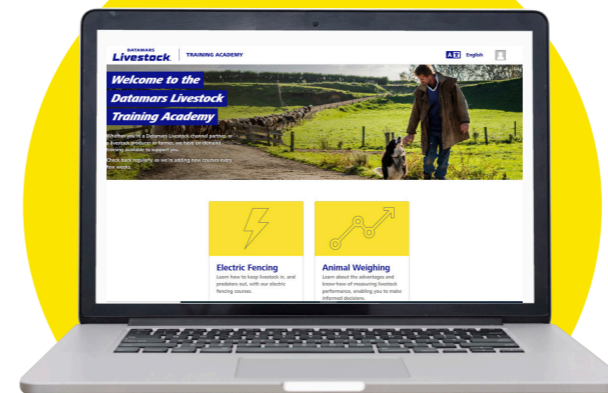 DATAMARS
Livestock TRAINING ACADEMY
English
Welcome to the
Datamars Livestock
Training Academy
Whether you're a Datamars Livestock channel partner, or
a livestock producer or farmer, we have on-demand
training available to support you.
Check back regularly as we're adding new courses every
few weeks.
Electric Fencing
Learn how to keep livestock in, and
predators out, with our electric
fencing courses.
Animal Weighing
Learn about the advantages and
know-how of measuring livestock
performance, enabling you to make
informed decisions.